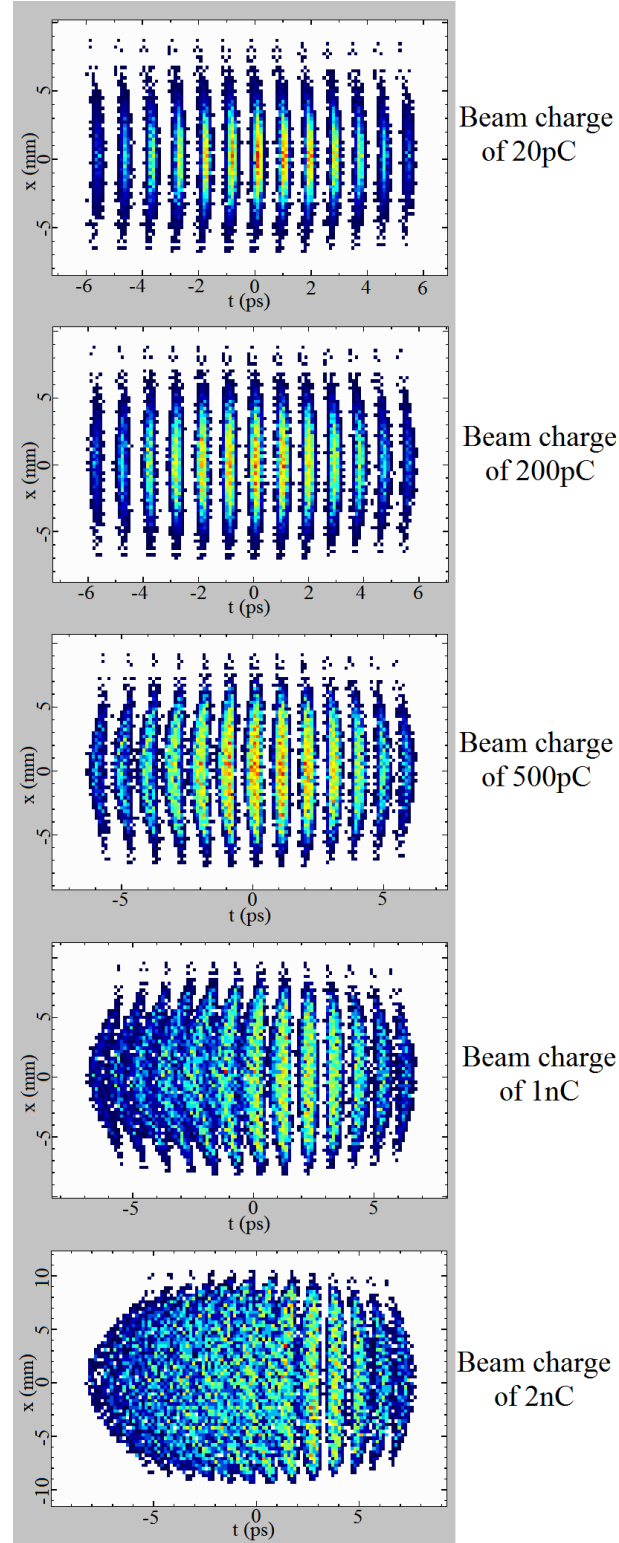 5
0
-5
x (mm)
-6
-4
-2
0
2
4
6
t (ps)
Beam charge
of 20pC
5
0
-5
x (mm)
-6
-4
-2
0
2
4
6
t (ps)
Beam charge
of 200pC
5
0
-5
x (mm)
-5
0
5
t (ps)
Beam charge
of 500pC
5
0
-5
x (mm)
-5
0
5
t (ps)
Beam charge
of 1nC
10
5
0
-5
-10
x (mm)
-5
0
5
t (ps)
Beam charge
of 2nC